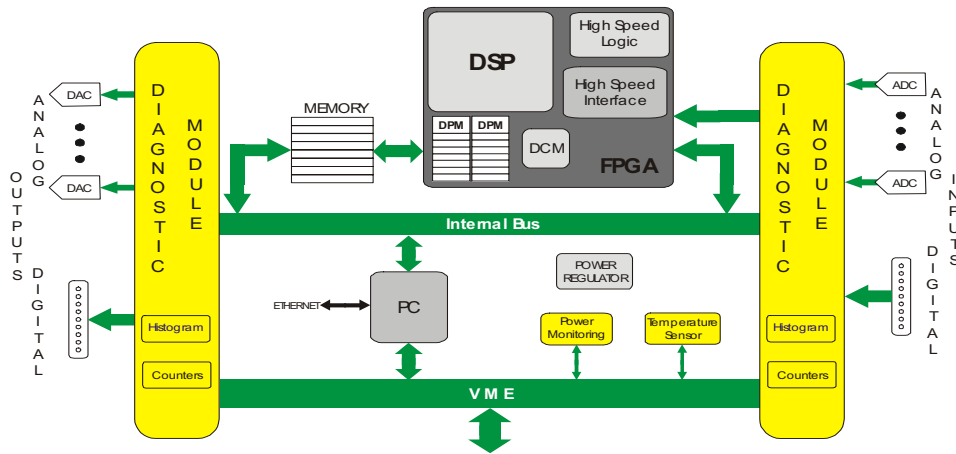 High Speed
Logic
DSP
High Speed
Interface
DPM
DPM
DCM
FPGA
MEMORY
DAC
DAC
ANALOG
OUTPUTS
DIGITAL
DIAGNOSTIC
MODULE
Histogram
Counters
Internal Bus
ETHERNET
PC
POWER
REGULATOR
Power
Monitoring
Temperature
Sensor
VME
DIAGNOSTIC
MODULE
Histogram
Counters
ADC
ADC
ANALOG
INPUTS
DIGITAL